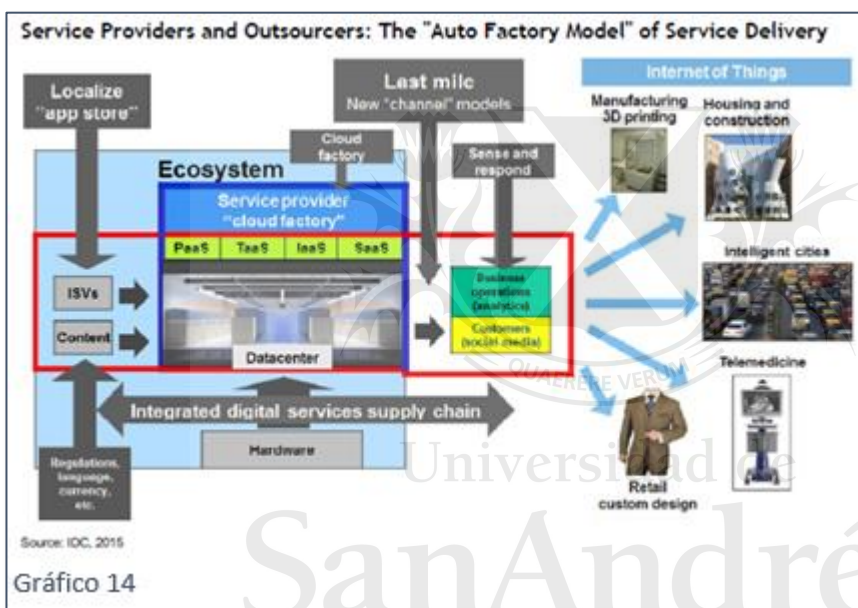 Service Providers and Outsourcers: The "Auto Factory Model" of Service Delivery
Localize
"app store"
Last mile
New "channel" models
Internet of Things
Manufacturing
3D printing
Housing and
construction
Cloud
factory
Sense and
respond
Ecosystem
Service provider
"cloud factory"
PaaS TaaS IaaS SaaS
Intelligent cities
ISVs
Content
Datacenter
Business
operations
(analytics)
Customers
(social media)
QUAERERE VERUM
Telemedicine
Integrated digital services supply chain
Hardware
Regulations,
language,
currency,
etc.
Retail
custom design
Universidad de
SanAndré
Source: IDC, 2015
Gráfico 14